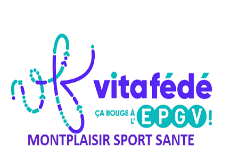 vitafédé
ÇA BOUGE À L' EPGV!
MONTPLAISIR SPORT SANTE